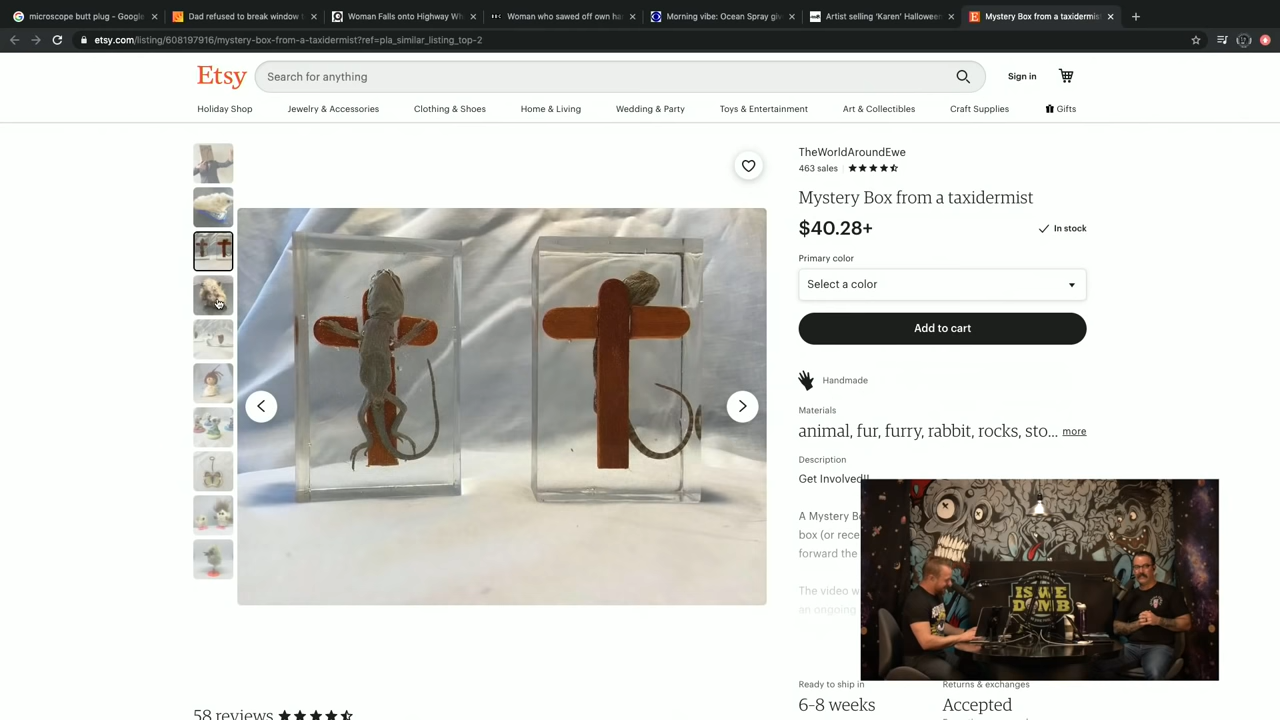 microscope butt plug - Google
Dad refused to break window t
Woman Falls onto Highway Wh
Woman who sawed off own ha
Morning vibe: Ocean Spray giv
Artist selling 'Karen' Halloween
Mystery Box from a taxidermis
etsy.com/listing/608197916/mystery-box-from-a-taxidermist?ref=pla_similar_listing_top-2
Etsy
Search for anything
Sign in
Holiday Shop
Jewelry & Accessories
Clothing & Shoes
Home & Living
Wedding & Party
Toys & Entertainment
Art & Collectibles
Craft Supplies
Gifts
TheWorldAroundEwe
463 sales
Mystery Box from a taxidermist
$40.28+
In stock
Primary color
Select a color
Add to cart
Handmade
Materials
animal, fur, furry, rabbit, rocks, sto... more
Description
Get Involved!!
A Mystery Bo
box (or rece
forward the
The video w
an ongoing
Ready to ship in
6-8 weeks
Returns & exchanges
Accepted
58 reviews